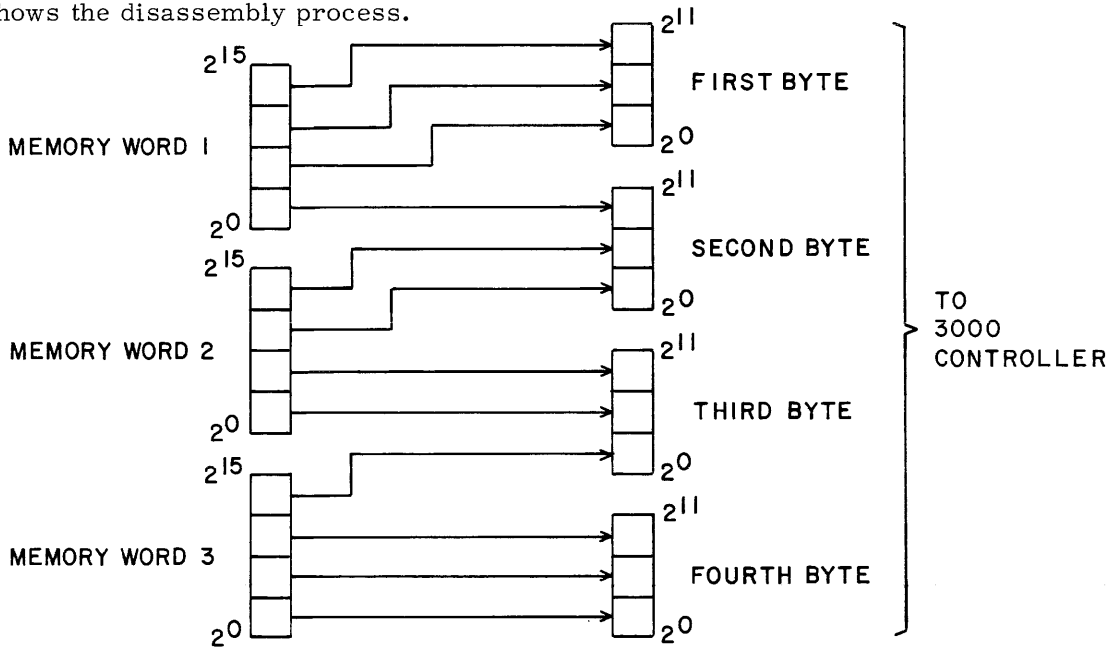 hows the disassembly process.
2^15
MEMORY WORD 1
2^0
2^15
MEMORY WORD 2
2^0
2^15
MEMORY WORD 3
2^0
2^11
FIRST BYTE
2^0
2^11
SECOND BYTE
2^0
2^11
THIRD BYTE
2^0
2^11
FOURTH BYTE
2^0
TO
3000
CONTROLLER